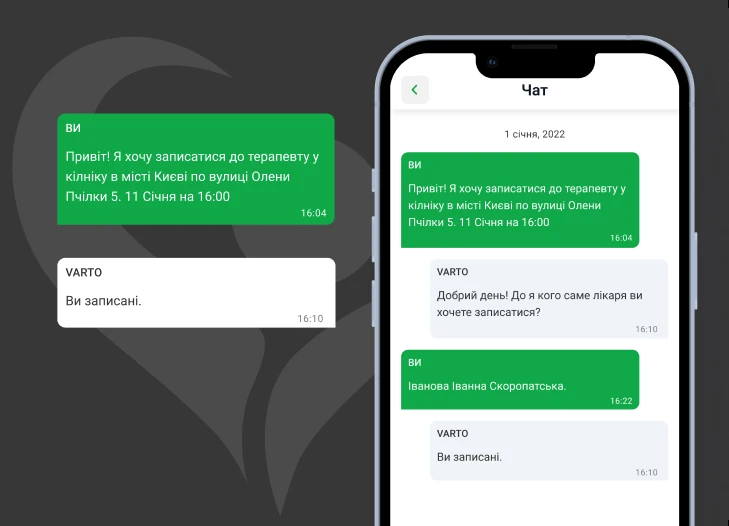 ВИ
Привіт! Я хочу записатися до терапевту у
кілніку в місті Києві по вулиці Олени
Пчілки 5. 11 Січня на 16:00
16:04
VARTO
Ви записані.
16:10
Чат
1 січня, 2022
ВИ
Привіт! Я хочу записатися до терапевту у
кілніку в місті Києві по вулиці Олени
Пчілки 5. 11 Січня на 16:00
16:04
VARTO
Добрий день! До я кого саме лікаря ви
хочете записатися?
16:10
ВИ
Іванова Іванна Скоропатська.
16:22
VARTO
Ви записані.
16:10